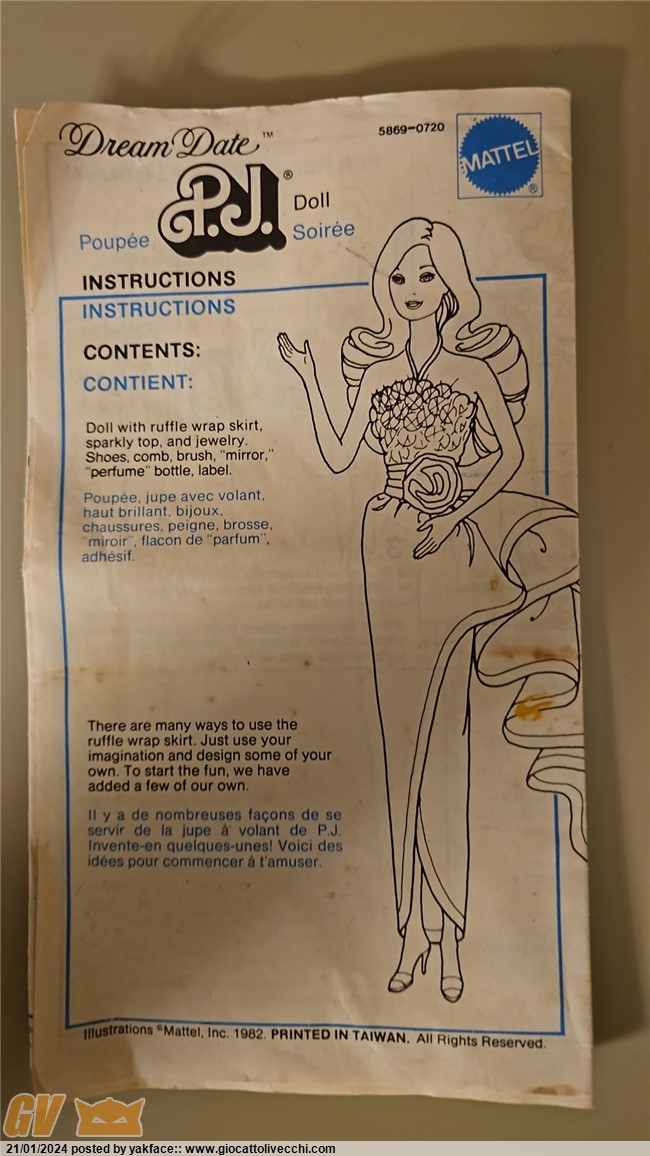 Dream Date™
5869-0720
MATTEL®
P.J.® Doll
Poupée Soirée
INSTRUCTIONS
INSTRUCTIONS
CONTENTS:
CONTIENT:
Doll with ruffle wrap skirt,
sparkly top, and jewelry.
Shoes, comb, brush, "mirror,"
"perfume" bottle, label.
Poupée, jupe avec volant,
haut brillant, bijoux,
chaussures, peigne, brosse,
"miroir", flacon de "parfum",
adhésif.
There are many ways to use the
ruffle wrap skirt. Just use your
imagination and design some of your
own. To start the fun, we have
added a few of our own.
Il y a de nombreuses façons de se
servir de la jupe à volant de P.J.
Invente-en quelques-unes! Voici des
idées pour commencer à t'amuser.
Illustrations ©Mattel, Inc. 1982. PRINTED IN TAIWAN. All Rights Reserved.
GV
21/01/2024 posted by yakface:: www.giocattolivecchi.com